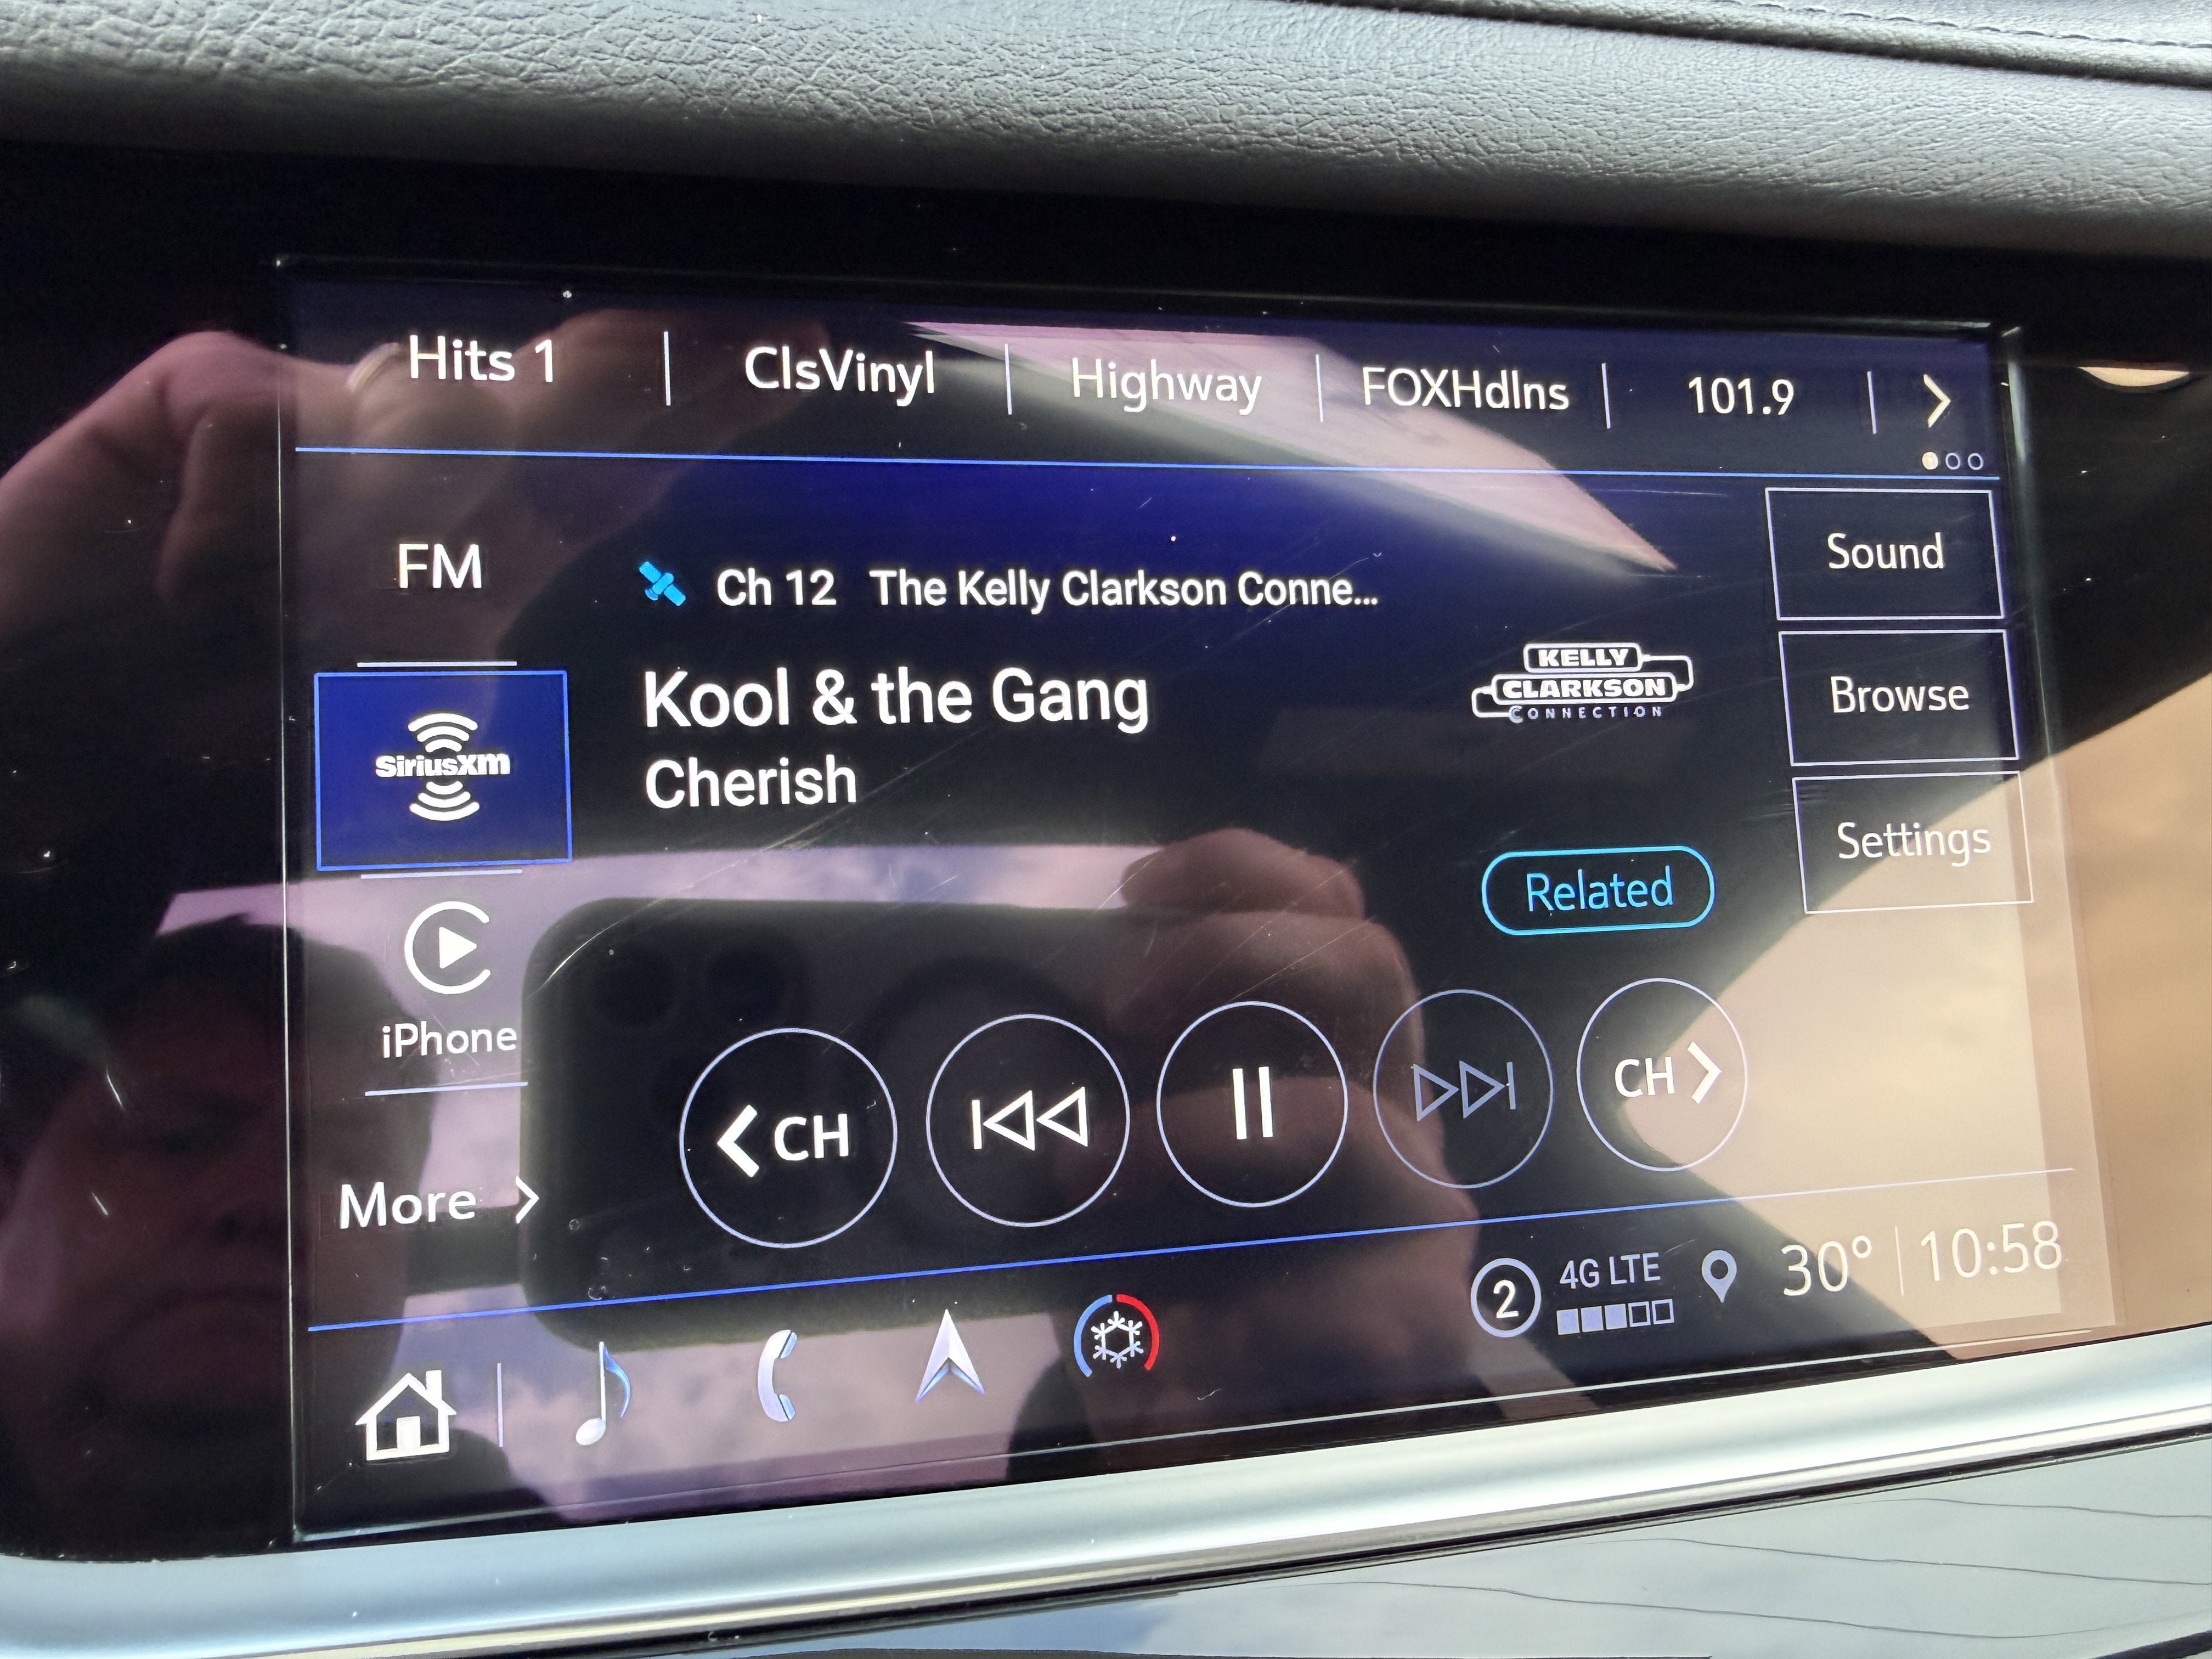 Hits 1 ClsVinyl Highway FOXHdlns 101.9
FM
Ch 12 The Kelly Clarkson Conne...
Kool & the Gang
Cherish
KELLY
CLARKSON
CONNECTION
Sound
Browse
Settings
SiriusXM
Related
iPhone
CH CH
More
2 4G LTE 30° 10:58